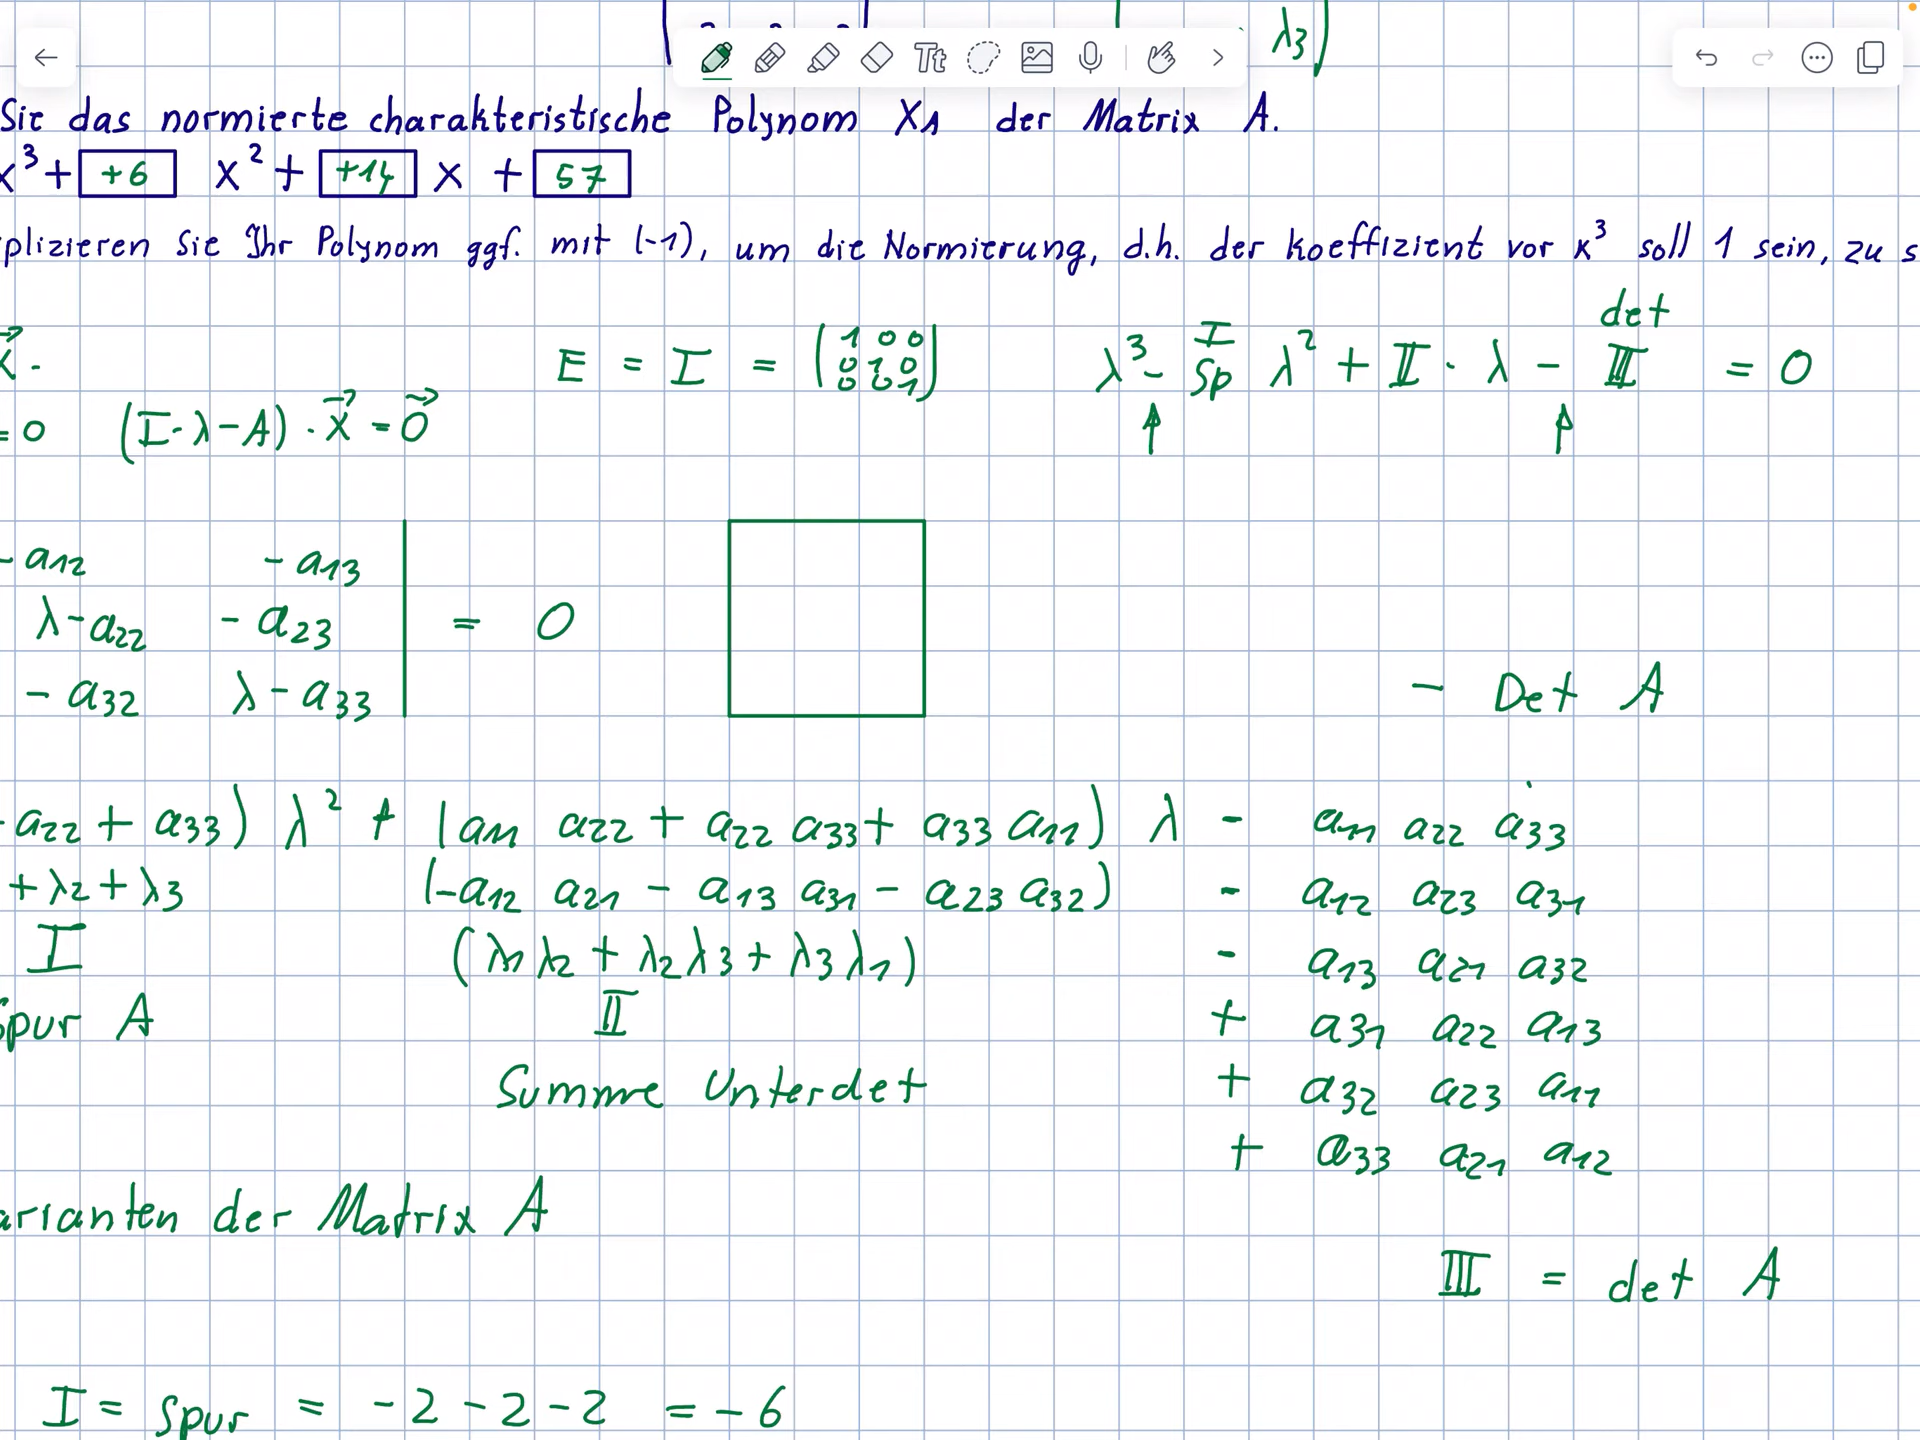 λ3
Sie das normierte charakteristische Polynom XA der Matrix A.
x³ + +6 x² + +14 x + 57
plizieren Sie Ihr Polynom ggf. mit (-1), um die Normierung, d.h. der Koeffizient vor x³ soll 1 sein, zu s
det
x⃗. E = I = (1 0 0 0 1 0 0 0 1) λ³ - I Sp λ² + II · λ - III = 0
= 0 (I·λ-A) · x⃗ = 0⃗
- a12 - a13
λ-a22 - a23 = 0
- a32 λ - a33 - Det A
a22 + a33) λ² + (a11 a22 + a22 a33 + a33 a11) λ - a11 a22 a33
+ λ2 + λ3 (-a12 a21 - a13 a31 - a23 a32) - a12 a23 a31
I (λ1 λ2 + λ2 λ3 + λ3 λ1) - a13 a21 a32
Spur A II + a31 a22 a13
Summe Unterdet + a32 a23 a11
+ a33 a21 a12
arianten der Matrix A
III = det A
I = Spur = -2 -2 -2 = -6